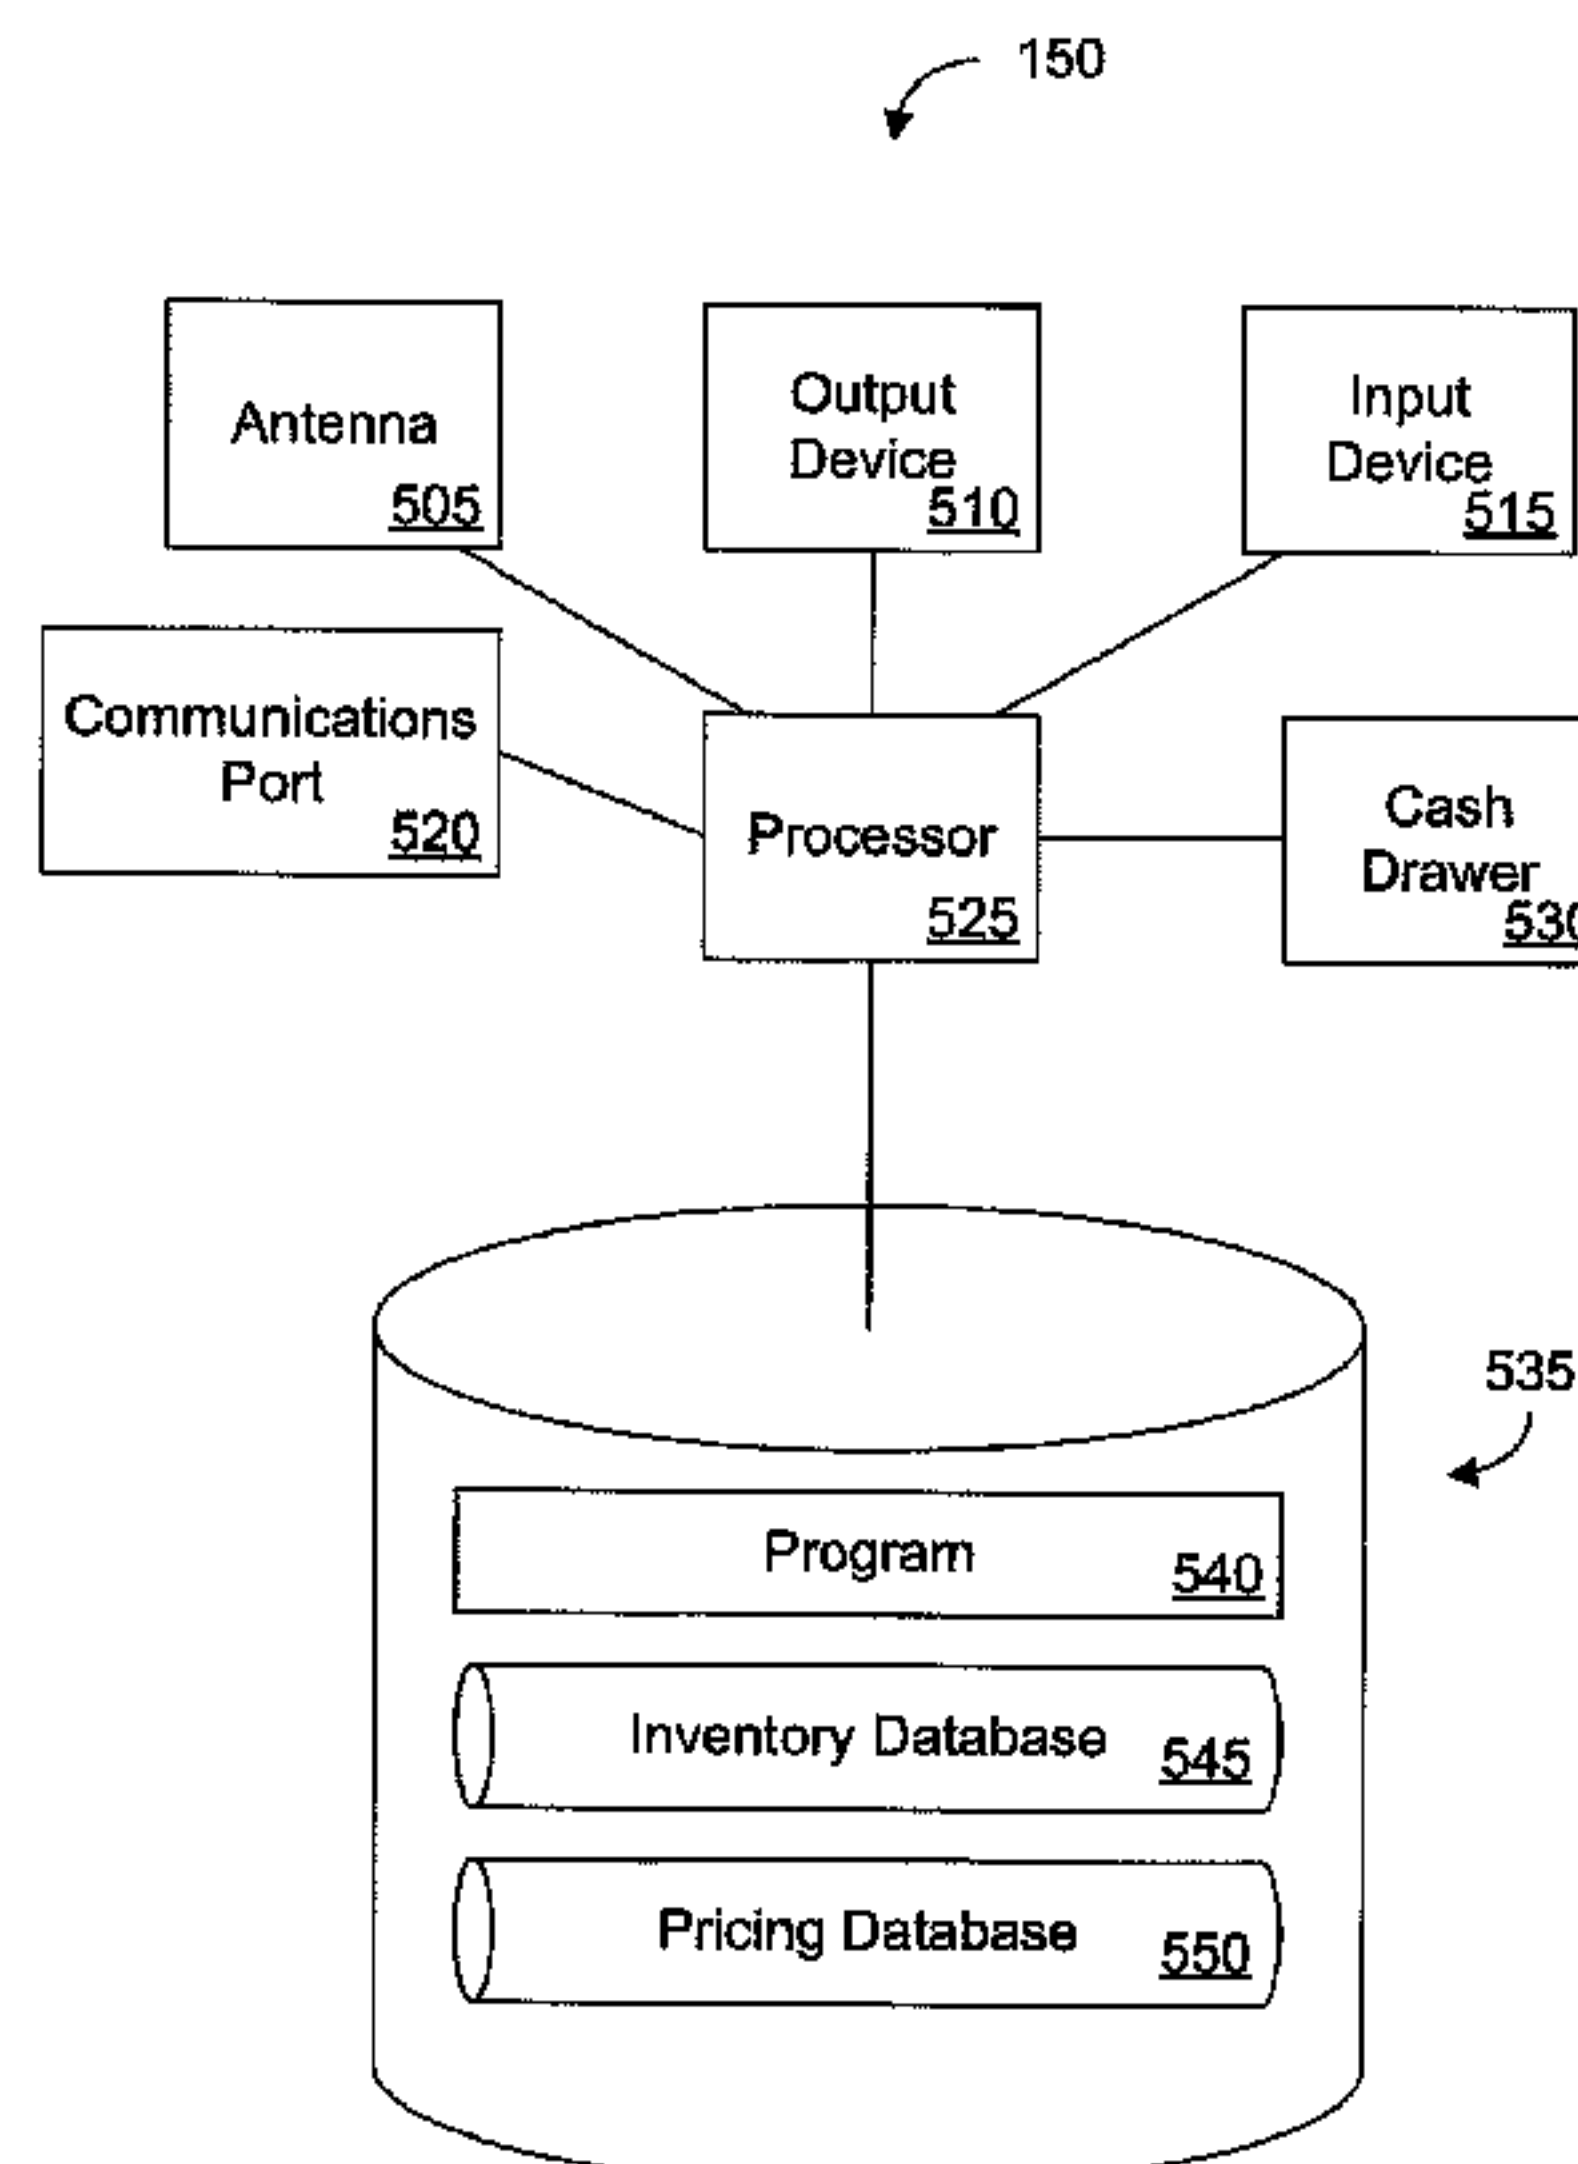 150
Antenna
505
Output
Device
510
Input
Device
515
Communications
Port
520
Processor
525
Cash
Drawer
530
535
Program
540
Inventory Database
545
Pricing Database
550